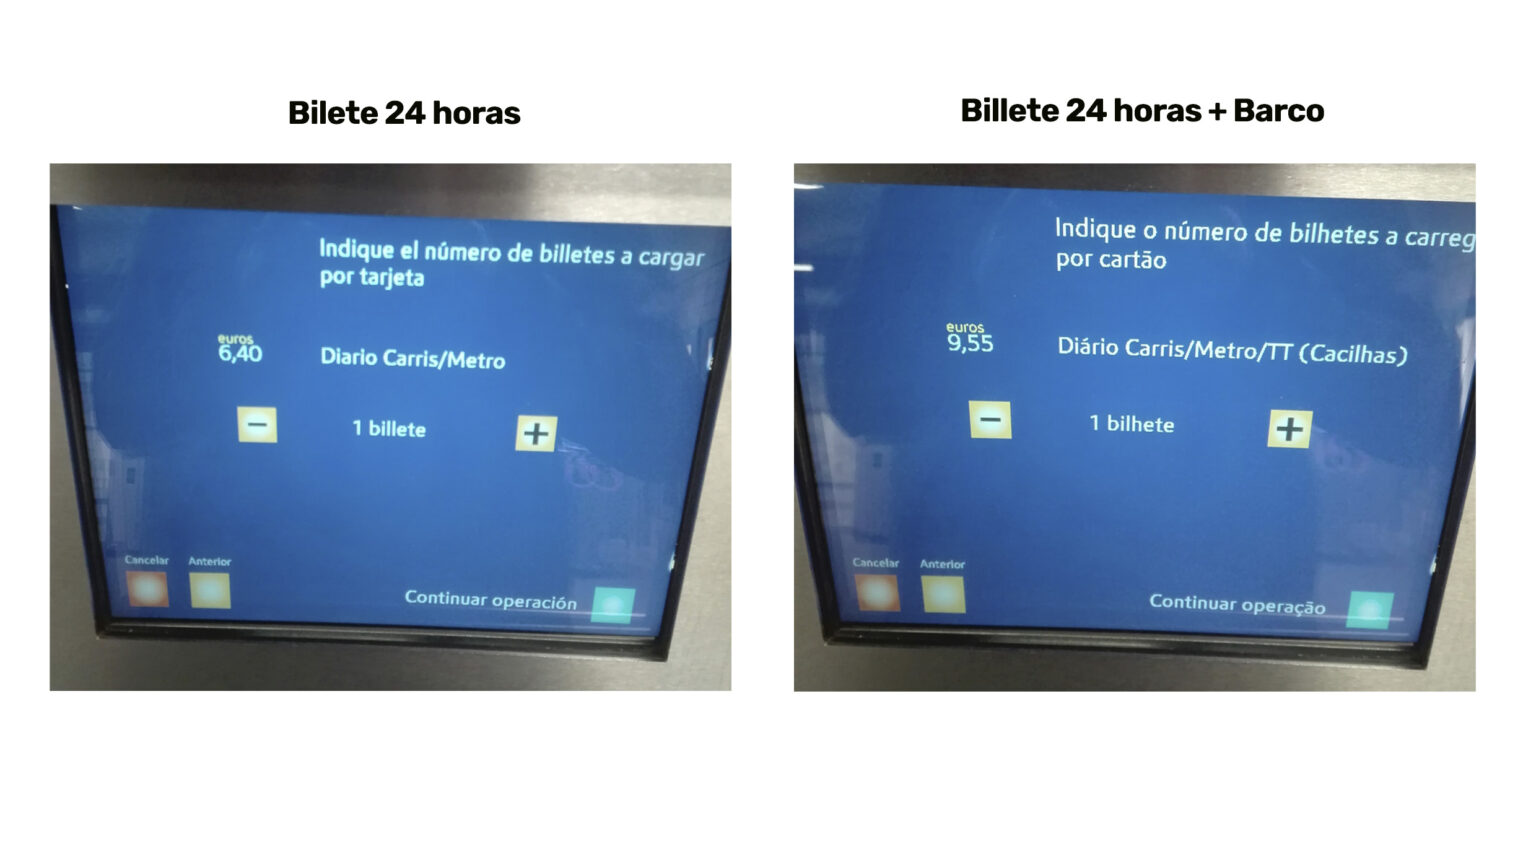 Bilete 24 horas
Indique el número de billetes a cargar
por tarjeta
euros
6,40
Diario Carris/Metro
−
1 billete
+
Cancelar
Anterior
Continuar operación
Billete 24 horas + Barco
Indique o número de bilhetes a carreg
por cartão
euros
9,55
Diário Carris/Metro/TT (Cacilhas)
−
1 bilhete
+
Cancelar
Anterior
Continuar operação